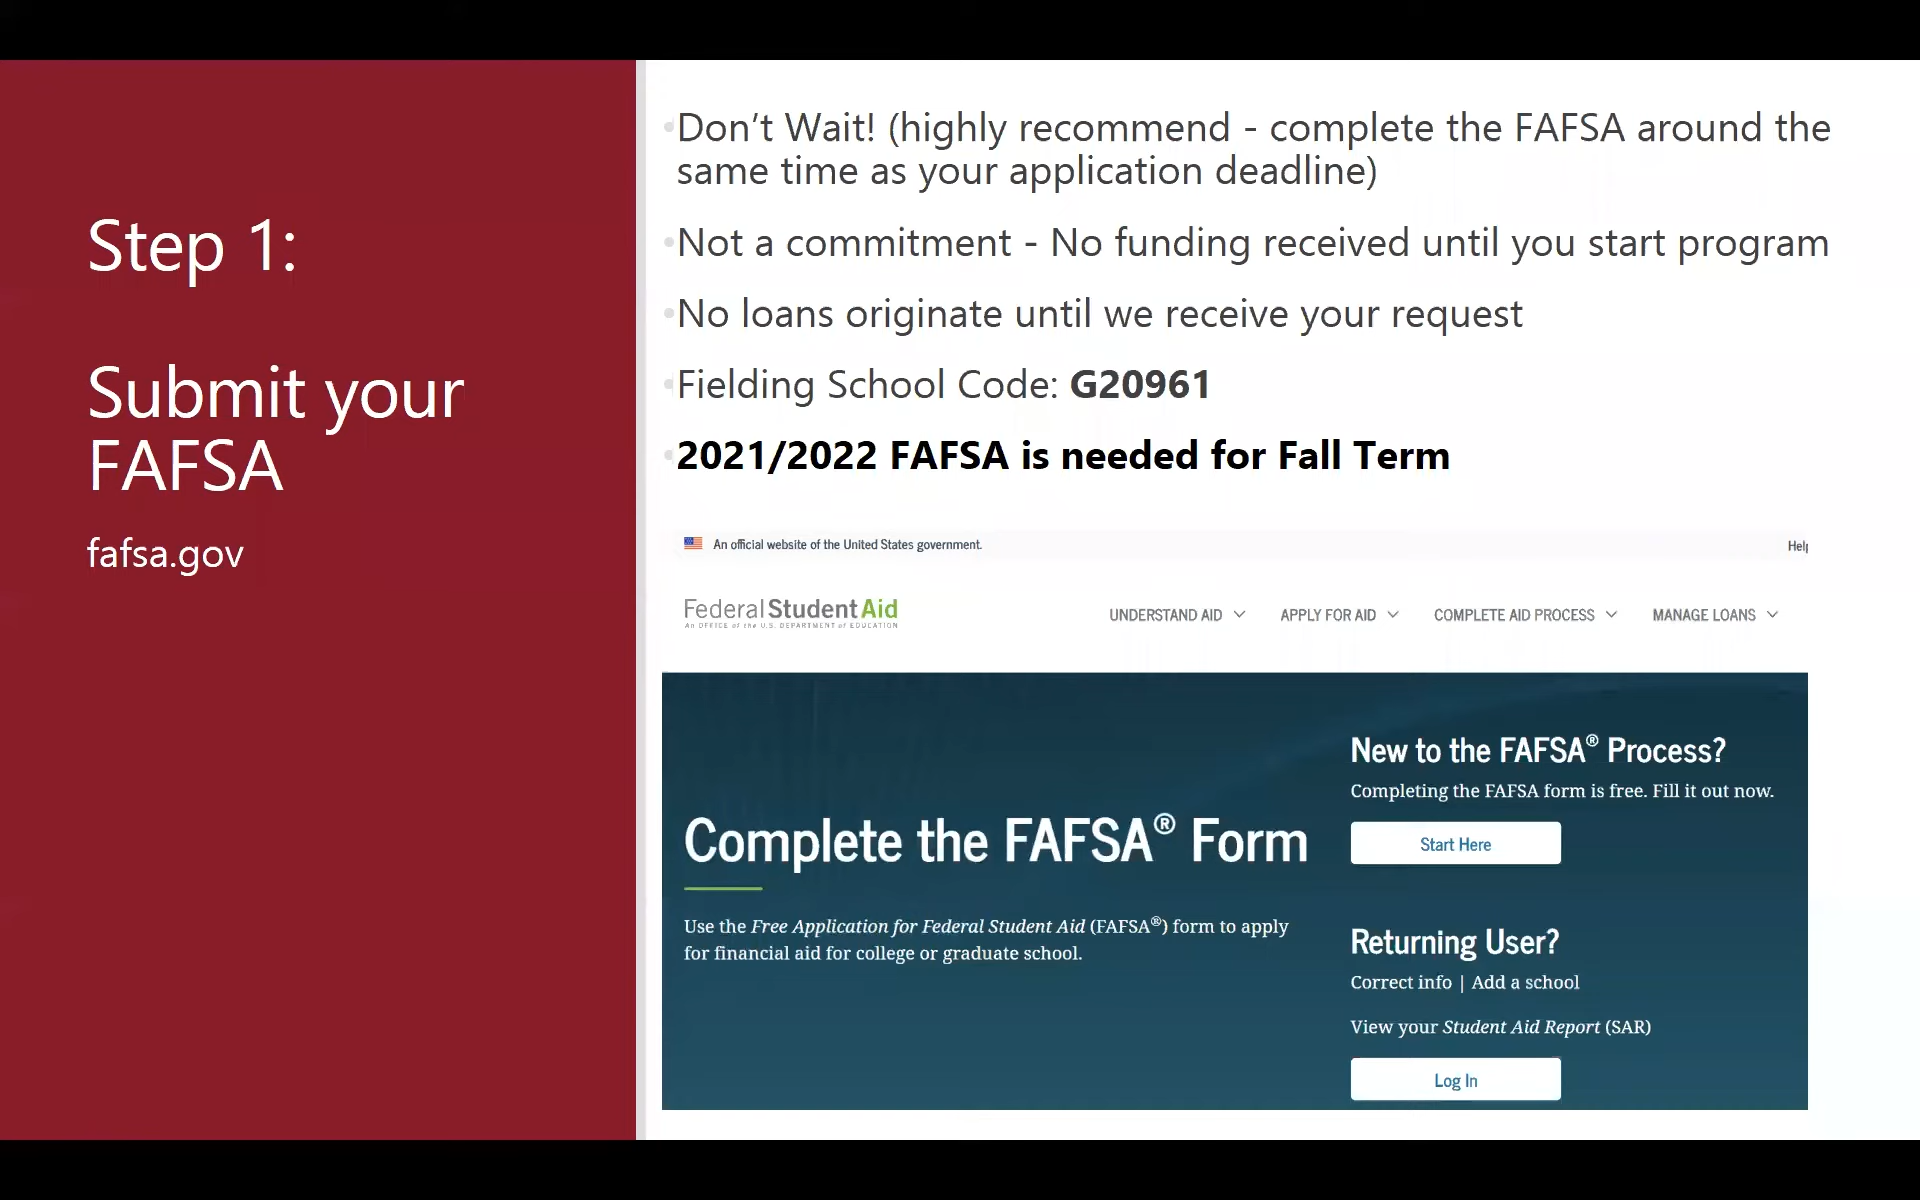 Step 1:
Submit your
FAFSA
fafsa.gov
•Don’t Wait! (highly recommend - complete the FAFSA around the
same time as your application deadline)
•Not a commitment - No funding received until you start program
•No loans originate until we receive your request
•Fielding School Code: G20961
•2021/2022 FAFSA is needed for Fall Term
An official website of the United States government.
Help
Federal Student Aid
An OFFICE of the U.S. DEPARTMENT of EDUCATION
UNDERSTAND AID
APPLY FOR AID
COMPLETE AID PROCESS
MANAGE LOANS
Complete the FAFSA® Form
Use the Free Application for Federal Student Aid (FAFSA®) form to apply
for financial aid for college or graduate school.
New to the FAFSA® Process?
Completing the FAFSA form is free. Fill it out now.
Start Here
Returning User?
Correct info | Add a school
View your Student Aid Report (SAR)
Log In